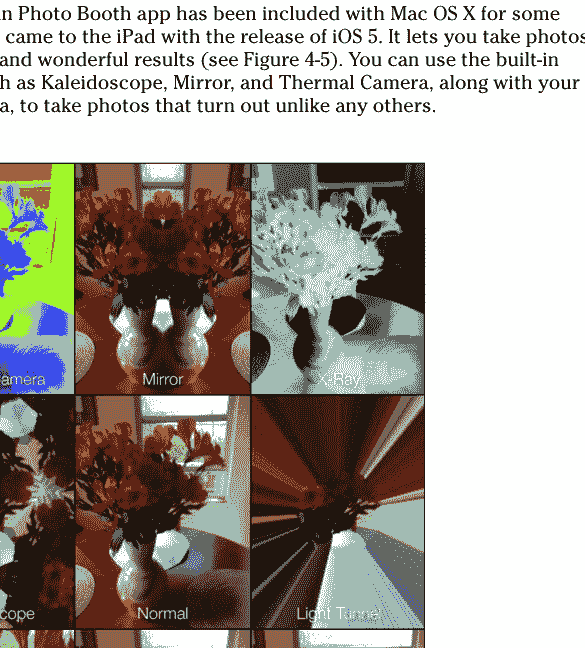 n Photo Booth app has been included with Mac OS X for some
came to the iPad with the release of iOS 5. It lets you take photos
and wonderful results (see Figure 4-5). You can use the built-in
h as Kaleidoscope, Mirror, and Thermal Camera, along with your
a, to take photos that turn out unlike any others.
amera
Mirror
X-Ray
cope
Normal
Light Tunnel